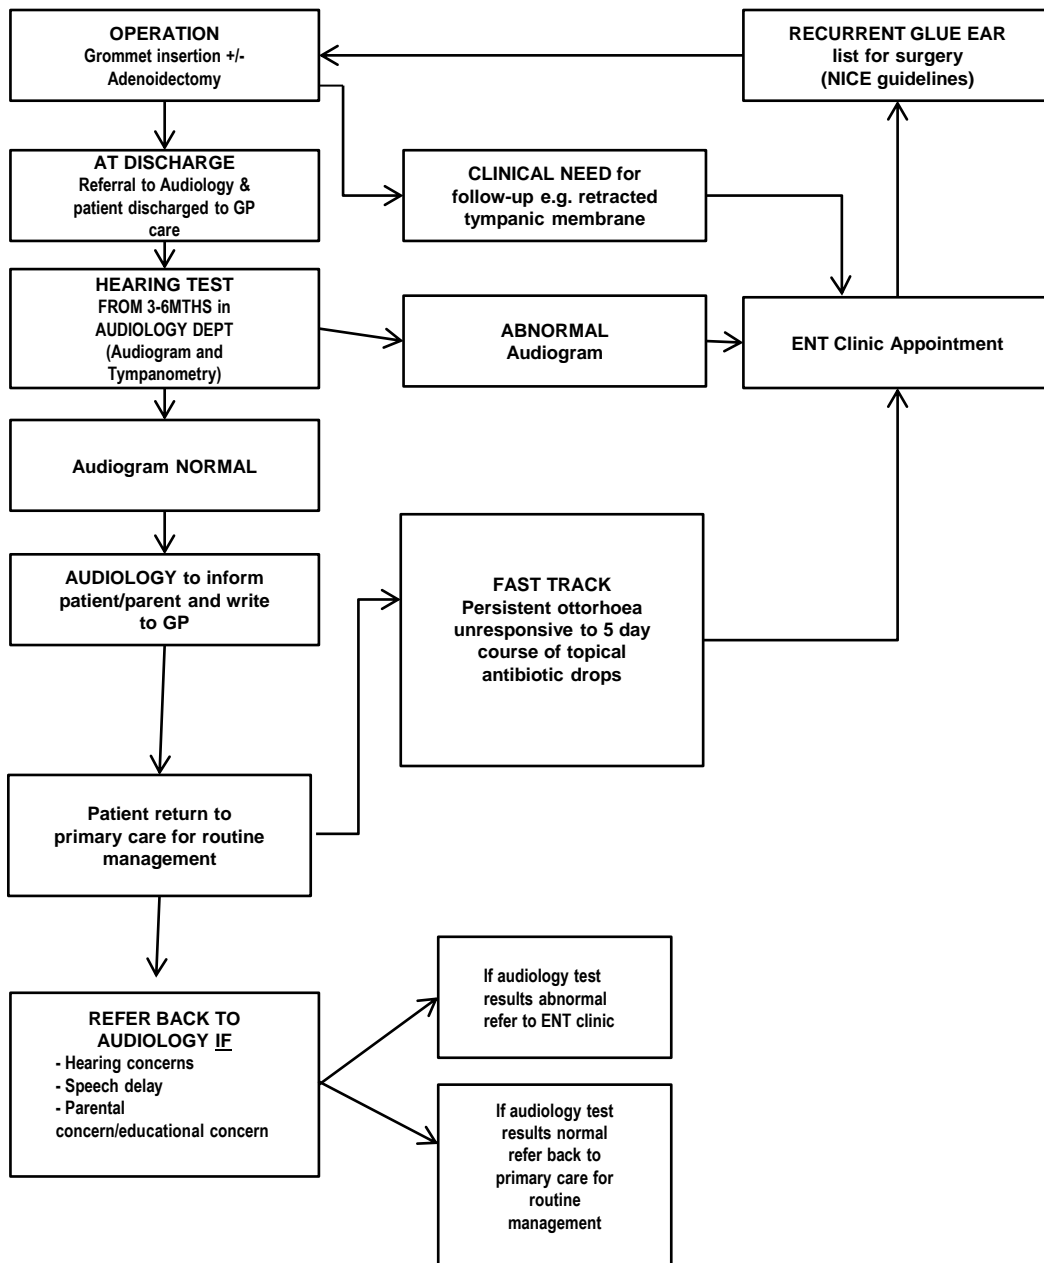 OPERATION
Grommet insertion +/-
Adenoidectomy
RECURRENT GLUE EAR
list for surgery
(NICE guidelines)
AT DISCHARGE
Referral to Audiology &
patient discharged to GP
care
CLINICAL NEED for
follow-up e.g. retracted
tympanic membrane
HEARING TEST
FROM 3-6MTHS in
AUDIOLOGY DEPT
(Audiogram and
Tympanometry)
ABNORMAL
Audiogram
ENT Clinic Appointment
Audiogram NORMAL
AUDIOLOGY to inform
patient/parent and write
to GP
FAST TRACK
Persistent ottorhoea
unresponsive to 5 day
course of topical
antibiotic drops
Patient return to
primary care for routine
management
REFER BACK TO
AUDIOLOGY IF
- Hearing concerns
- Speech delay
- Parental
concern/educational concern
If audiology test
results abnormal
refer to ENT clinic
If audiology test
results normal
refer back to
primary care for
routine
management